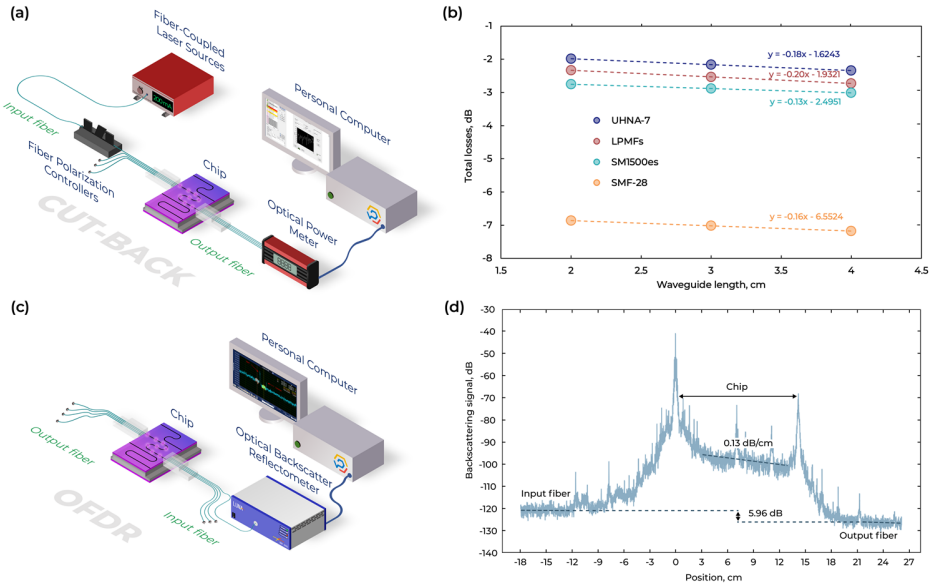 (a)
Fiber-Coupled
Laser Sources
200mA
Input fiber
Personal Computer
Fiber Polarization
Controllers
Chip
Optical Power
Meter
Output fiber
CUT-BACK
(b)
Total losses, dB
-1
-2
-3
-4
-5
-6
-7
-8
y = -0.18x - 1.6243
y = -0.20x - 1.9321
y = -0.13x - 2.4951
UHNA-7
LPMFs
SM1500es
SMF-28
y = -0.16x - 6.5524
1.5 2 2.5 3 3.5 4 4.5
Waveguide length, cm
(c)
Personal Computer
Chip
Output fiber
Optical Backscatter
Reflectometer
Input fiber
LUNA
OFDR
(d)
Backscattering signal, dB
-30
-40
-50
-60
-70
-80
-90
-100
-110
-120
-130
-140
Chip
0.13 dB/cm
Input fiber
5.96 dB
Output fiber
-18 -15 -12 -9 -6 -3 0 3 6 9 12 15 18 21 24 27
Position, cm